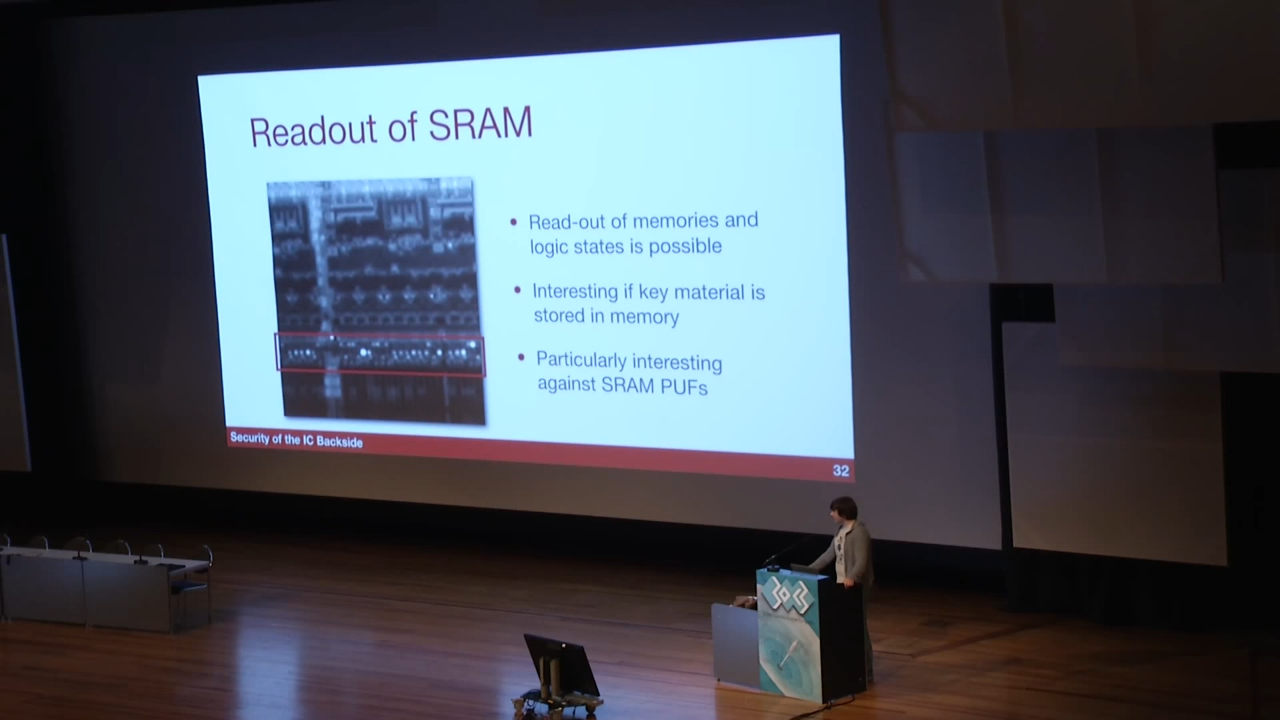 Readout of SRAM
• Read-out of memories and
logic states is possible
• Interesting if key material is
stored in memory
• Particularly interesting
against SRAM PUFs
Security of the IC Backside
32
30C3